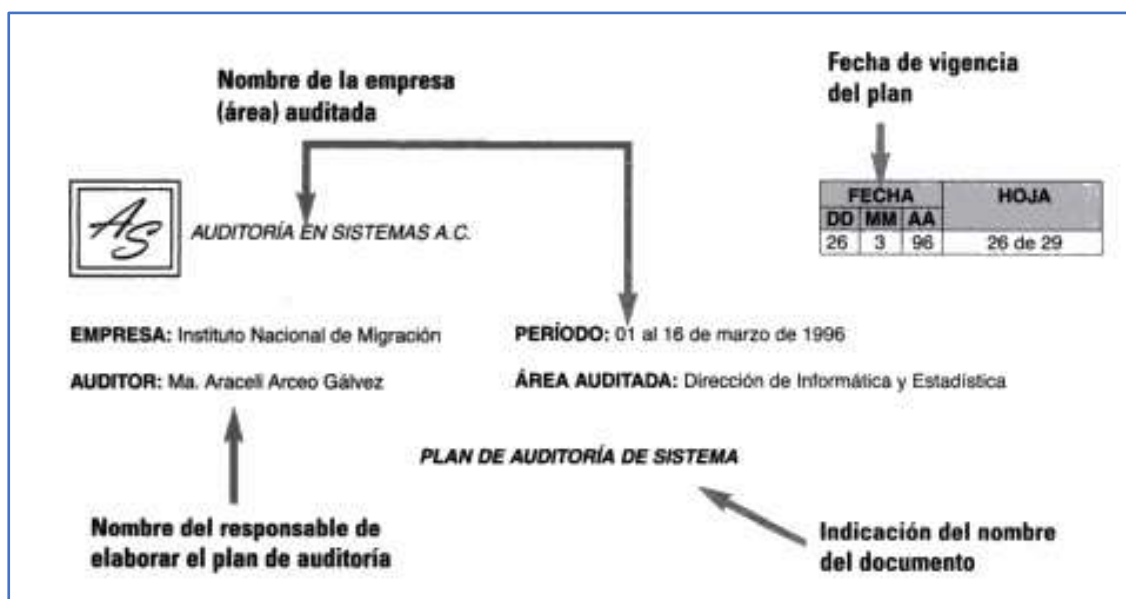 Nombre de la empresa
(área) auditada
Fecha de vigencia
del plan
AS
AUDITORÍA EN SISTEMAS A.C.
FECHA HOJA
DD MM AA
26 3 96 26 de 29
EMPRESA: Instituto Nacional de Migración
PERÍODO: 01 al 16 de marzo de 1996
AUDITOR: Ma. Araceli Arceo Gálvez
ÁREA AUDITADA: Dirección de Informática y Estadística
PLAN DE AUDITORÍA DE SISTEMA
Nombre del responsable de
elaborar el plan de auditoría
Indicación del nombre
del documento